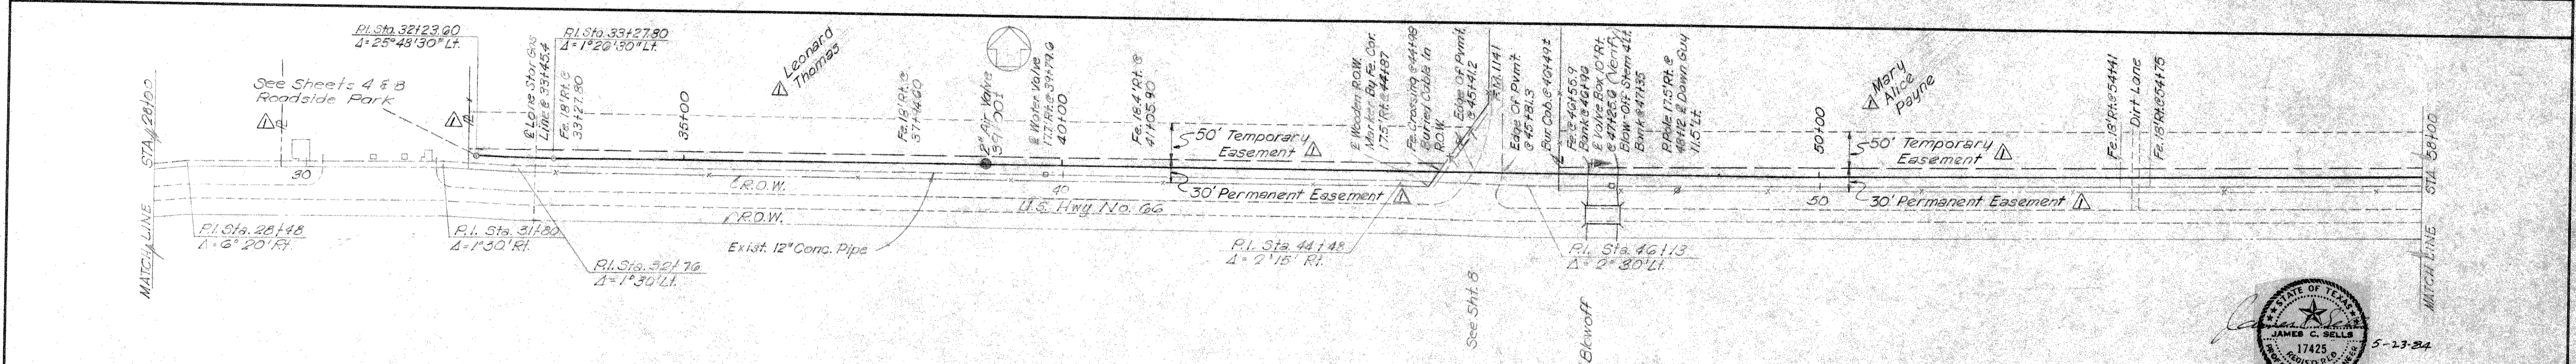 P.I. Sta. 32+23.60
Δ=25°48'30" Lt.
P.I. Sta. 33+27.80
Δ=1°20'30" Lt.
MATCH LINE STA. 28+00
See Sheets 4 & 8
Roadside Park
30
℄ Lone Star Gas
Line @ 33+45.4
Fe. 18' Rt. @
33+27.80
35+00
Leonard
Thomas
Fe. 18' Rt. @
2" Air Valve
℄ Water Valve
17.7' Rt. @ 39+79.6
40+00
40
Fe. 18.4' Rt. @
41+05.90
50' Temporary
Easement
30' Permanent Easement
℄ Wooden R.O.W.
Marker By Fe. Cor.
17.5' Rt. @ 44+87
Fe. Crossing @ 44+98
Buried Cable In
R.O.W.
Edge Of Pvmt.
@ 45+41.2
F.M. 1141
Edge Of Pvmt.
@ 45+81.3
Bur. Cab. @ 46+49±
Fe. @ 46+55.9
Bank @ 46+96
℄ Valve Box 10' Rt.
@ 47+25.6 (Verify)
Blow-Off Stem 4' Lt.
Bank @ 47+35
P. Pole 17.5' Rt. @
48+12 & Down Guy
11.5' Lt.
50+00
50
50' Temporary
Easement
30' Permanent Easement
Mary
Alice
Payne
Fe. 18' Rt. @ 54+41
Dirt Lane
Fe. 18' Rt. @ 54+75
MATCH LINE STA. 58+00
R.O.W.
R.O.W.
U.S. Hwy. No. 66
P.I. Sta. 28+48
Δ=6°20' Rt.
P.I. Sta. 31+80
Δ=1°30' Rt.
P.I. Sta. 32+76
Δ=1°30' Lt.
Exist. 12" Conc. Pipe
P.I. Sta. 44+48
Δ=2°15' Rt.
P.I. Sta. 46+13
Δ=2°30' Lt.
See Sht. 8
Blowoff
STATE OF TEXAS
JAMES C. SELLS
17425
REGISTERED
5-23-84